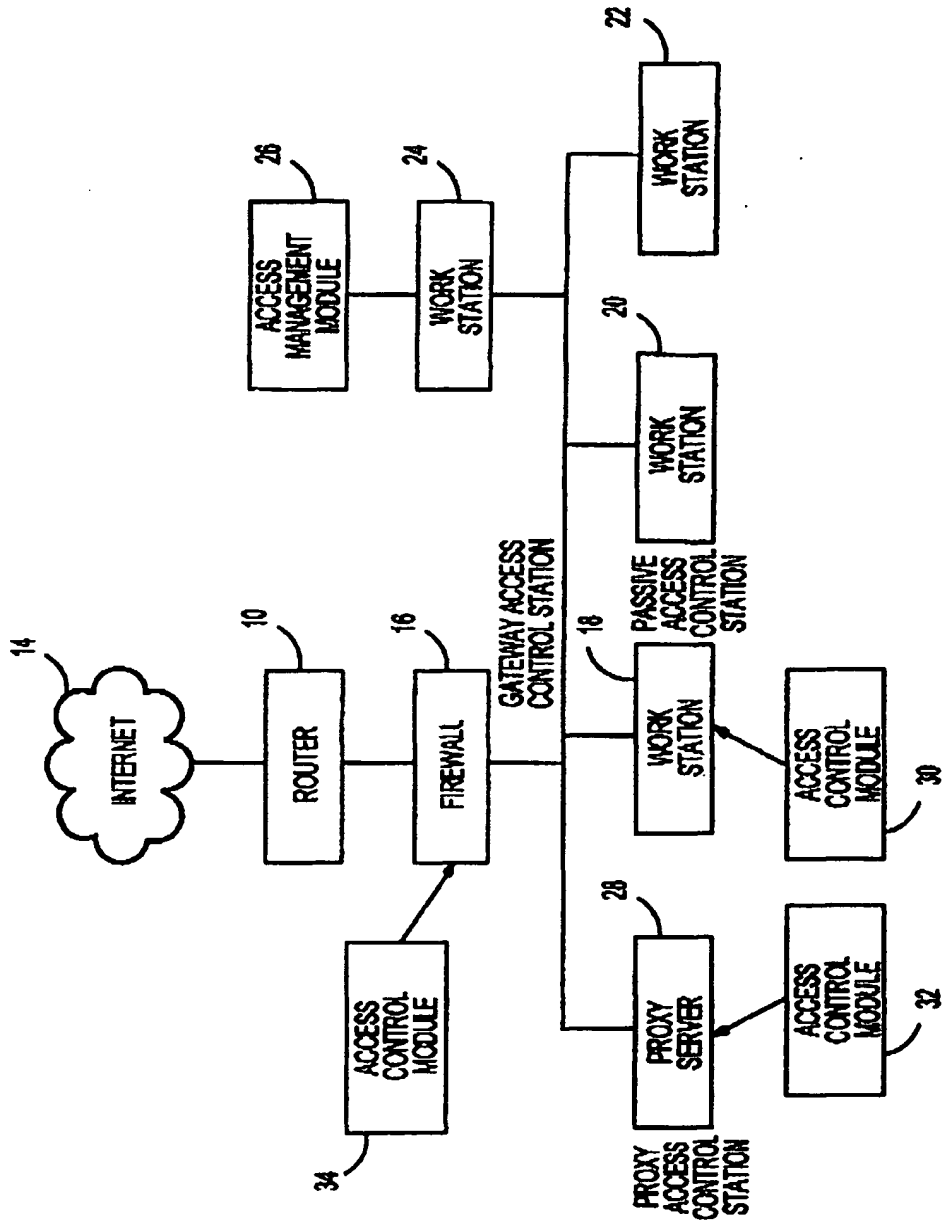 14
INTERNET
10
ROUTER
16
FIREWALL
34
ACCESS
CONTROL
MODULE
GATEWAY ACCESS
CONTROL STATION
26
ACCESS
MANAGEMENT
MODULE
24
WORK
STATION
28
PROXY
SERVER
PROXY
ACCESS
CONTROL
STATION
18
WORK
STATION
PASSIVE
ACCESS
CONTROL
STATION
20
WORK
STATION
22
WORK
STATION
ACCESS
CONTROL
MODULE
32
ACCESS
CONTROL
MODULE
30